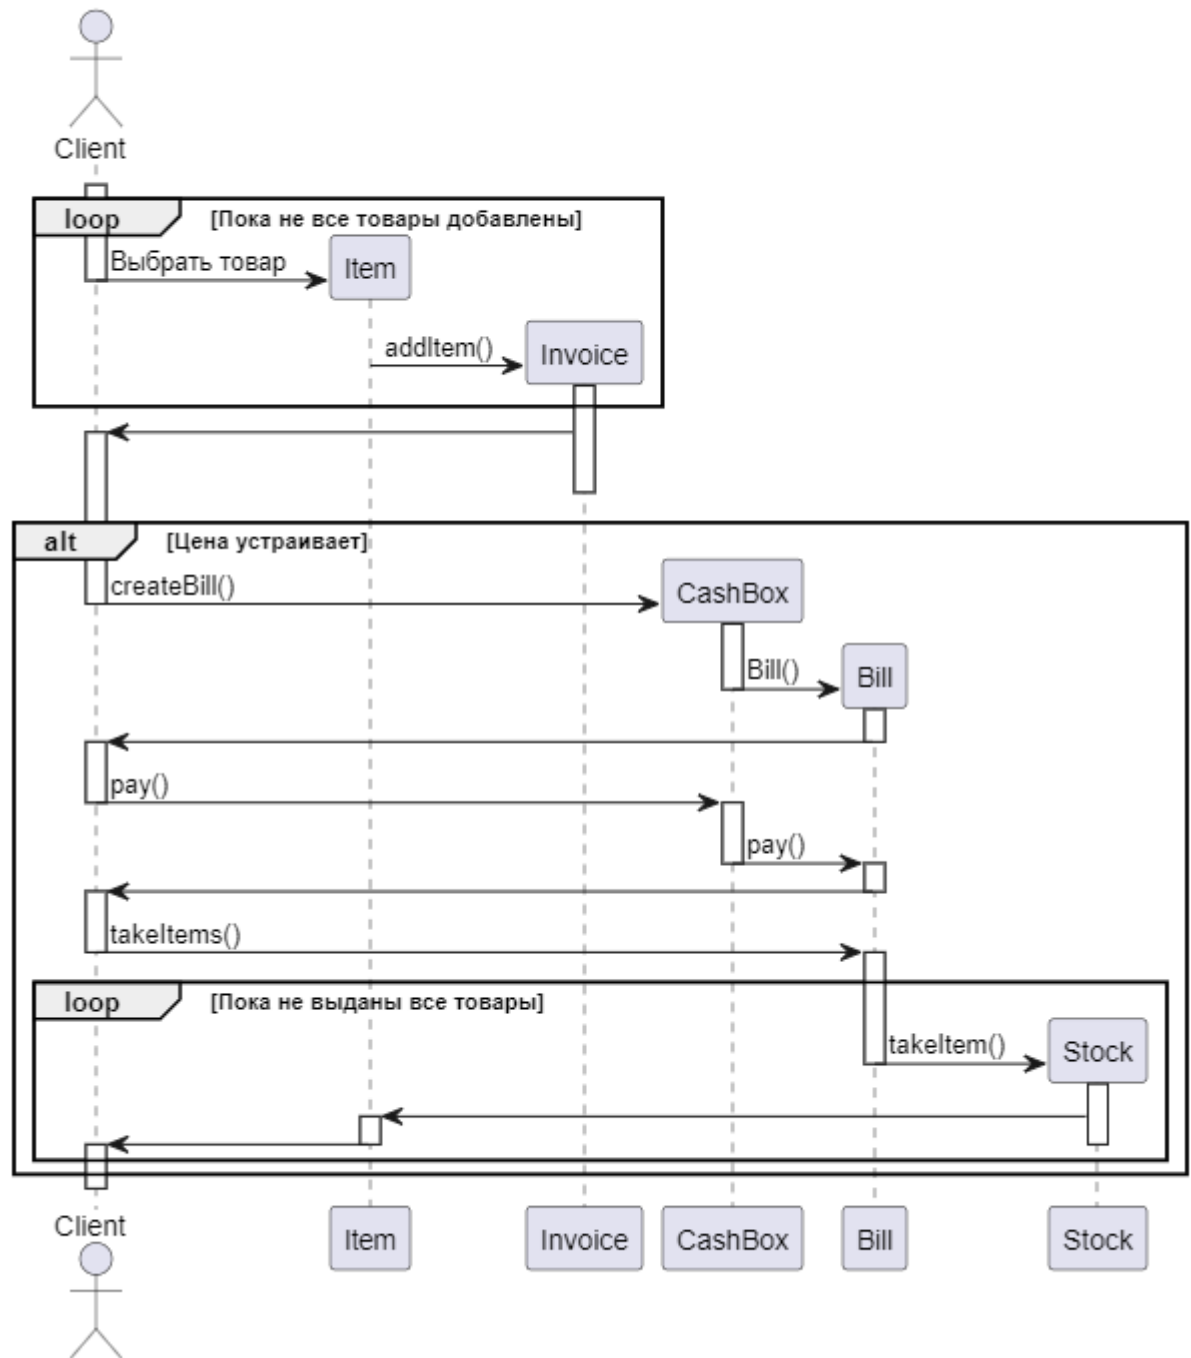 Client
loop [Пока не все товары добавлены]
Выбрать товар
Item
addItem()
Invoice
alt [Цена устраивает]
createBill()
CashBox
Bill()
Bill
pay()
pay()
takeItems()
loop [Пока не выданы все товары]
takeItem()
Stock
Client Item Invoice CashBox Bill Stock